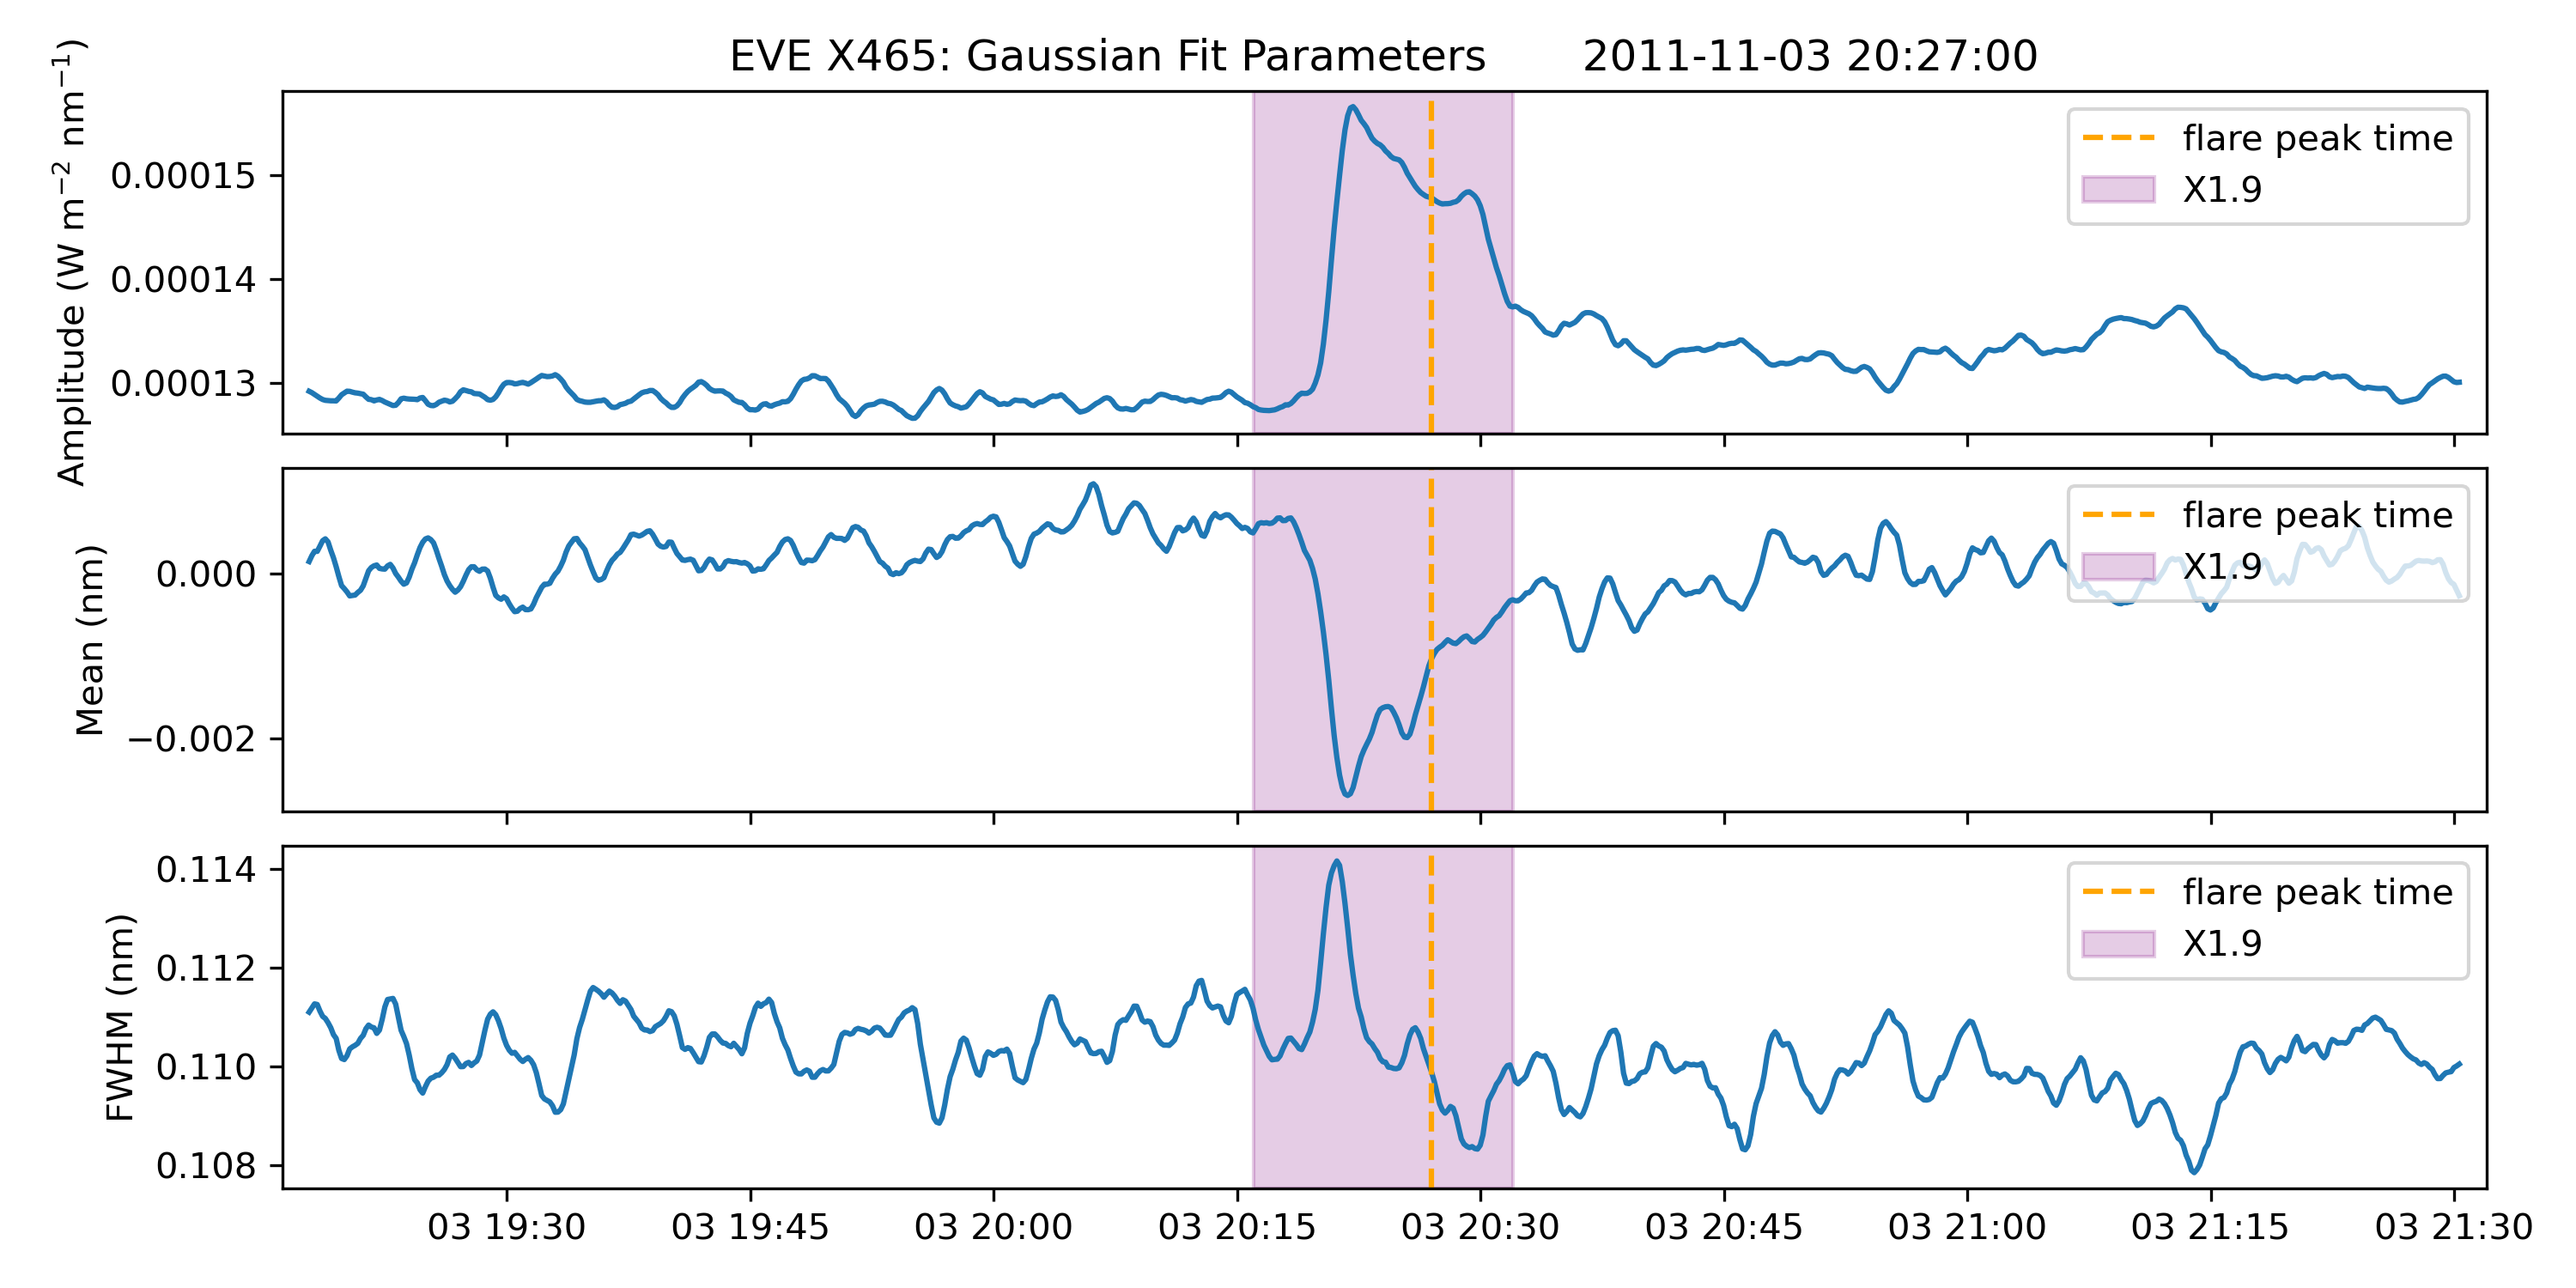 EVE X465: Gaussian Fit Parameters 2011-11-03 20:27:00
Amplitude (W m⁻² nm⁻¹)
0.00015
0.00014
0.00013
flare peak time
X1.9
Mean (nm)
0.000
−0.002
flare peak time
X1.9
FWHM (nm)
0.114
0.112
0.110
0.108
flare peak time
X1.9
03 19:30 03 19:45 03 20:00 03 20:15 03 20:30 03 20:45 03 21:00 03 21:15 03 21:30